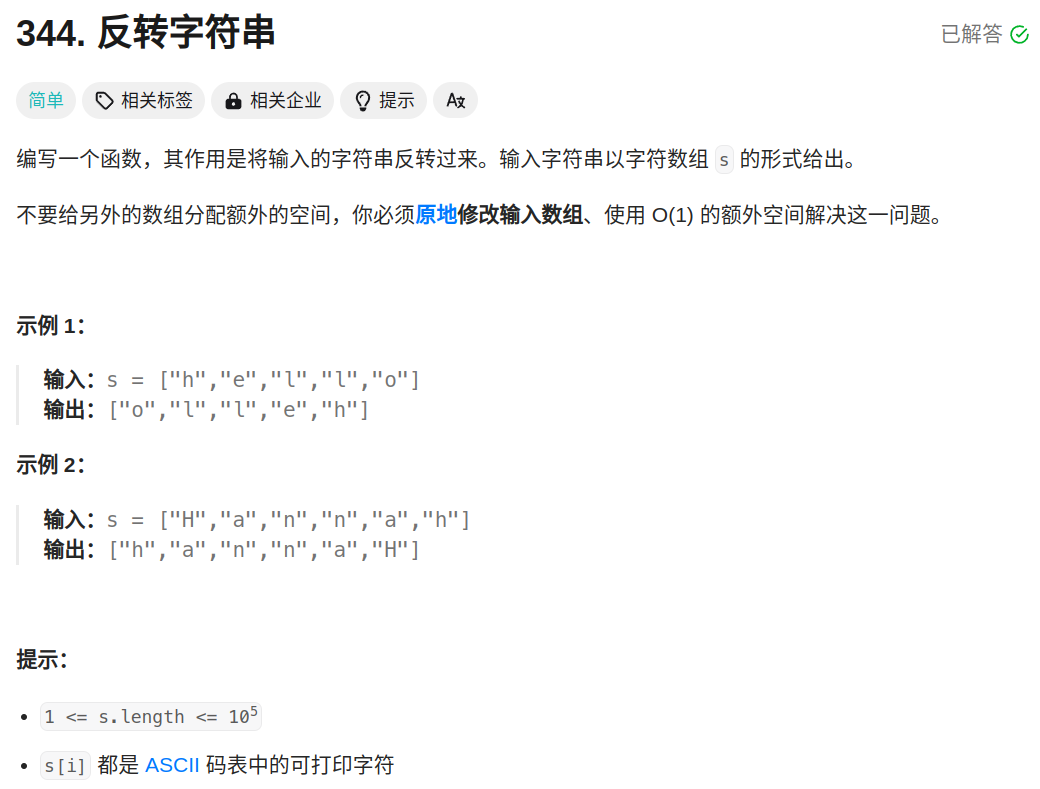 344. 反转字符串
已解答
简单
相关标签
相关企业
提示
编写一个函数，其作用是将输入的字符串反转过来。输入字符串以字符数组 s 的形式给出。
不要给另外的数组分配额外的空间，你必须原地修改输入数组、使用 O(1) 的额外空间解决这一问题。
示例 1：
输入：s = ["h","e","l","l","o"]
输出：["o","l","l","e","h"]
示例 2：
输入：s = ["H","a","n","n","a","h"]
输出：["h","a","n","n","a","H"]
提示：
1 <= s.length <= 10⁵
s[i] 都是 ASCII 码表中的可打印字符